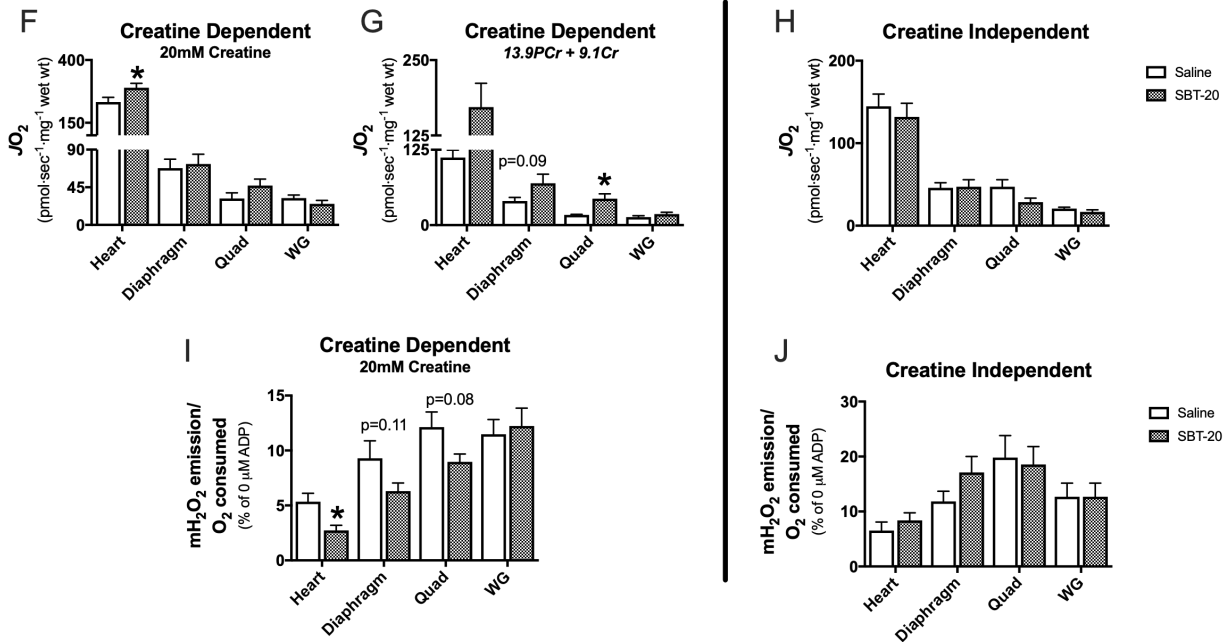 F
Creatine Dependent
20mM Creatine
JO2
(pmol·sec-1·mg-1 wet wt)
400
150
90
45
0
*
Heart
Diaphragm
Quad
WG
G
Creatine Dependent
13.9PCr + 9.1Cr
JO2
(pmol·sec-1·mg-1 wet wt)
250
125
125
0
p=0.09
*
Heart
Diaphragm
Quad
WG
H
Creatine Independent
JO2
(pmol·sec-1·mg-1 wet wt)
200
100
0
Heart
Diaphragm
Quad
WG
Saline
SBT-20
I
Creatine Dependent
20mM Creatine
mH2O2 emission/
O2 consumed
(% of 0 μM ADP)
15
10
5
0
*
p=0.11
p=0.08
Heart
Diaphragm
Quad
WG
J
Creatine Independent
mH2O2 emission/
O2 consumed
(% of 0 μM ADP)
30
20
10
0
Heart
Diaphragm
Quad
WG
Saline
SBT-20